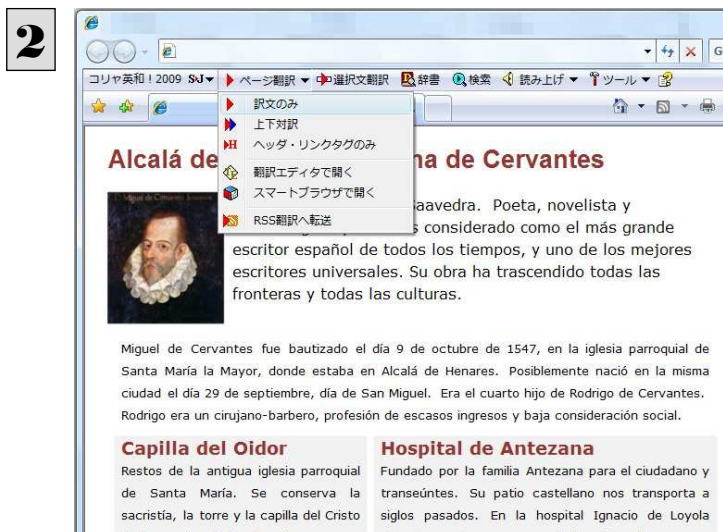 2
コリャ英和!2009 S▸J▼ ページ翻訳 ▼ 選択文翻訳 辞書 検索 読み上げ ▼ ツール ▼
訳文のみ
上下対訳
ヘッダ・リンクタグのみ
翻訳エディタで開く
スマートブラウザで開く
RSS翻訳へ転送
Alcalá de na de Cervantes
aavedra. Poeta, novelista y
s considerado como el más grande
escritor español de todos los tiempos, y uno de los mejores
escritores universales. Su obra ha trascendido todas las
fronteras y todas las culturas.
Miguel de Cervantes fue bautizado el día 9 de octubre de 1547, en la iglesia parroquial de
Santa María la Mayor, donde estaba en Alcalá de Henares. Posiblemente nació en la misma
ciudad el día 29 de septiembre, día de San Miguel. Era el cuarto hijo de Rodrigo de Cervantes.
Rodrigo era un cirujano-barbero, profesión de escasos ingresos y baja consideración social.
Capilla del Oidor
Restos de la antigua iglesia parroquial
de Santa María. Se conserva la
sacristía, la torre y la capilla del Cristo
Hospital de Antezana
Fundado por la familia Antezana para el ciudadano y
transeúntes. Su patio castellano nos transporta a
siglos pasados. En la hospital Ignacio de Loyola